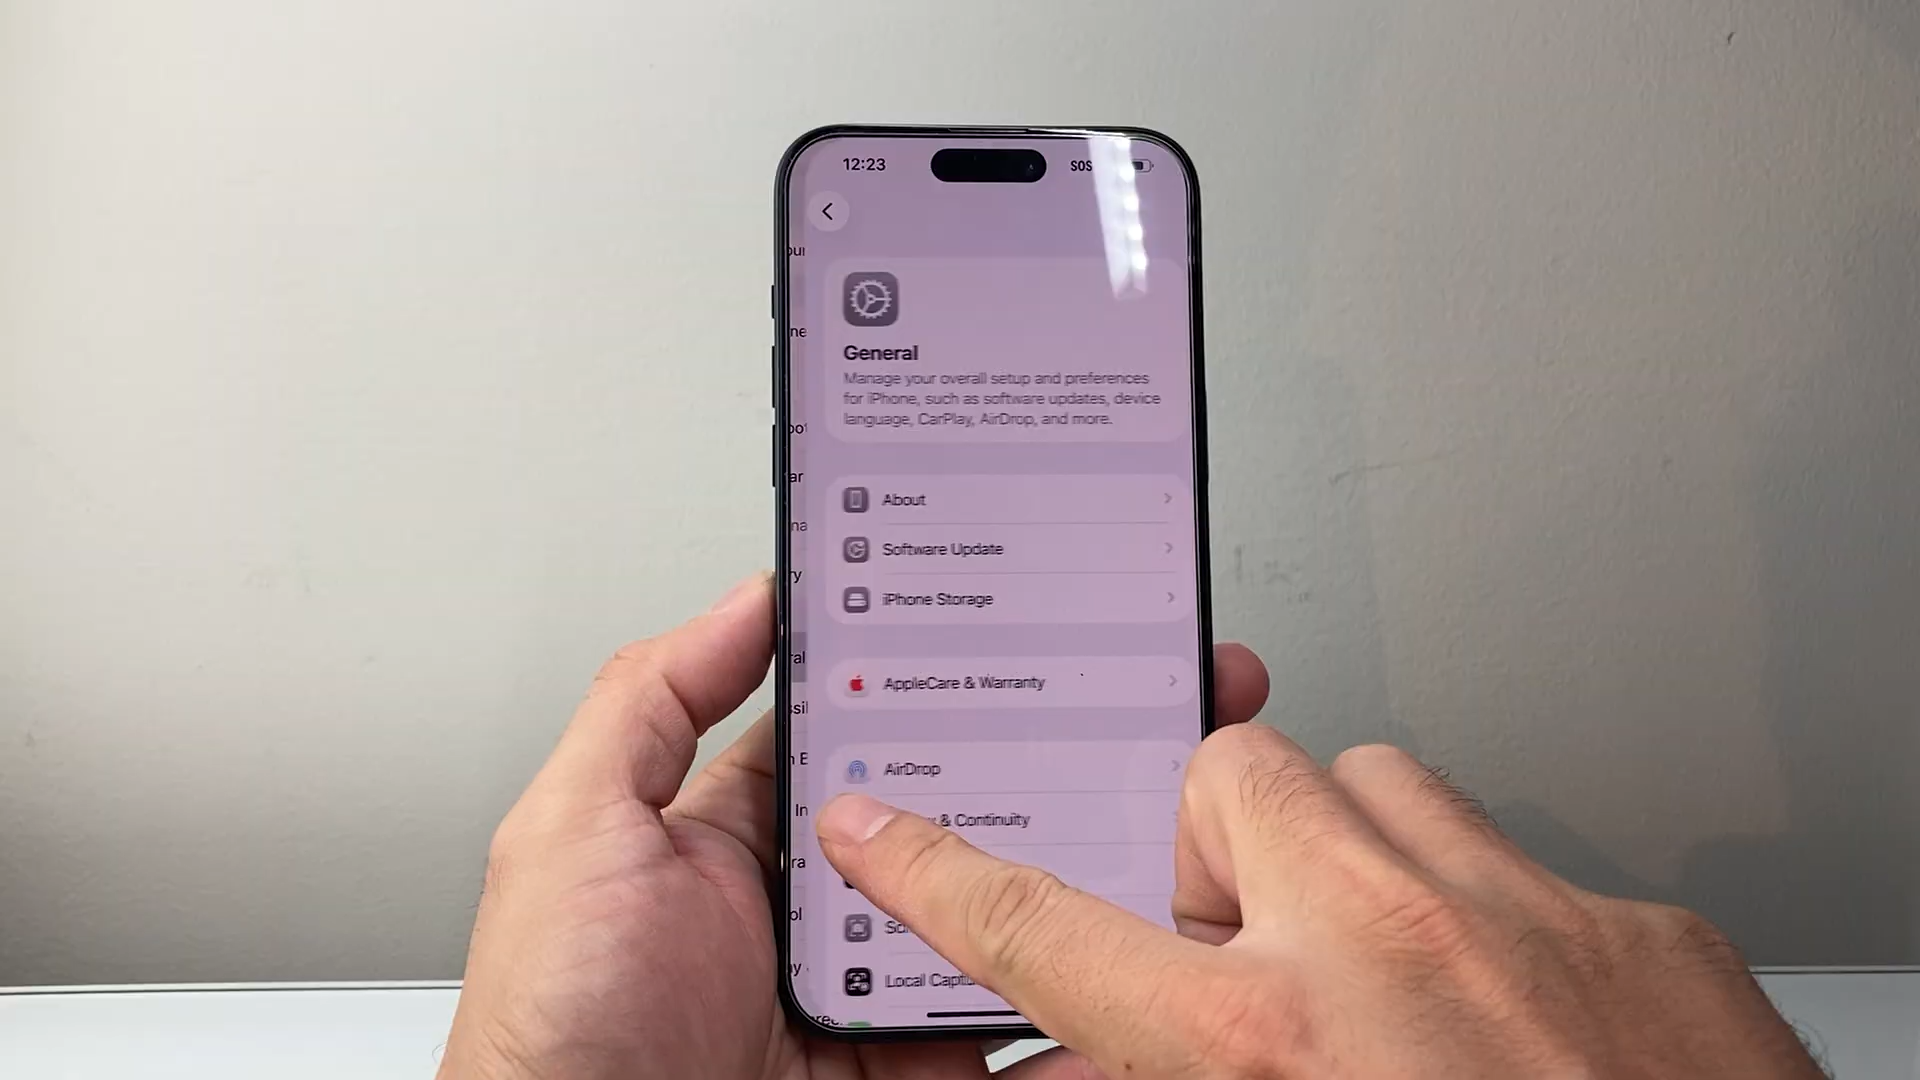 12:23
SOS
General
Manage your overall setup and preferences
for iPhone, such as software updates, device
language, CarPlay, AirDrop, and more.
About
Software Update
iPhone Storage
AppleCare & Warranty
AirDrop
& Continuity
Local Captu